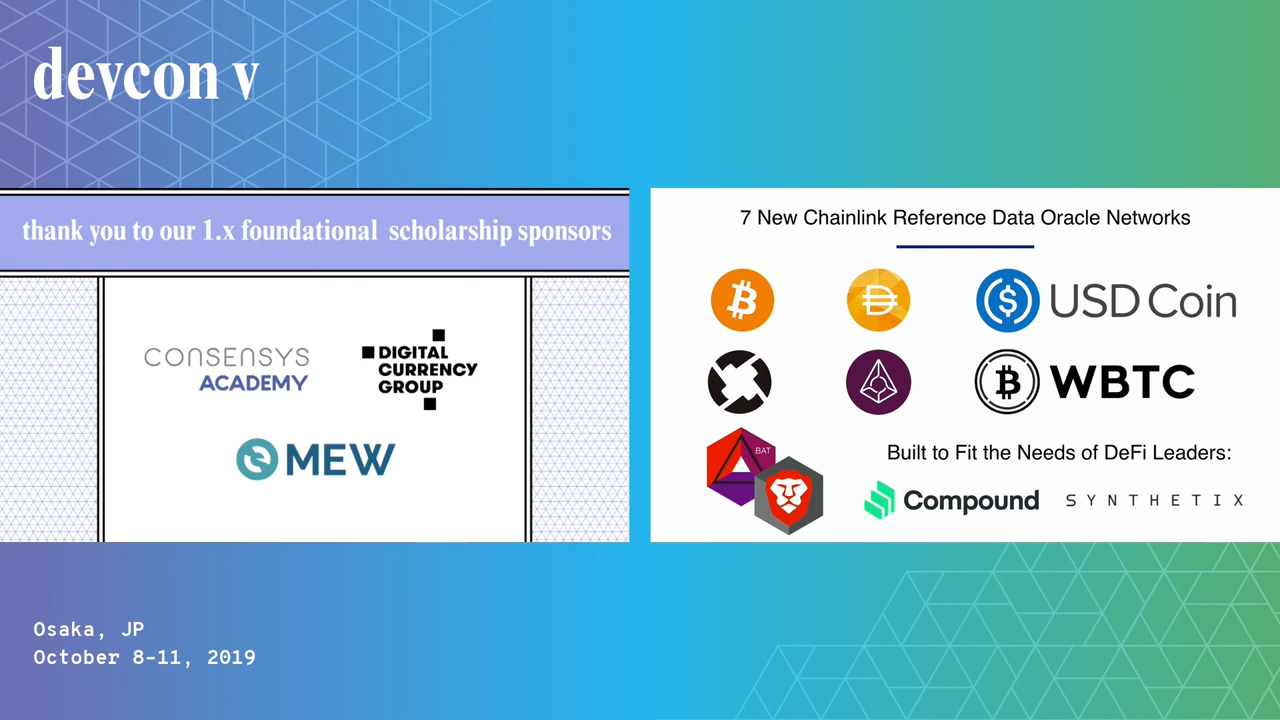 devcon v
thank you to our 1.x foundational scholarship sponsors
CONSENSYS
ACADEMY
DIGITAL
CURRENCY
GROUP
MEW
7 New Chainlink Reference Data Oracle Networks
USD Coin
WBTC
BAT
Built to Fit the Needs of DeFi Leaders:
Compound
SYNTHETIX
Osaka, JP
October 8-11, 2019